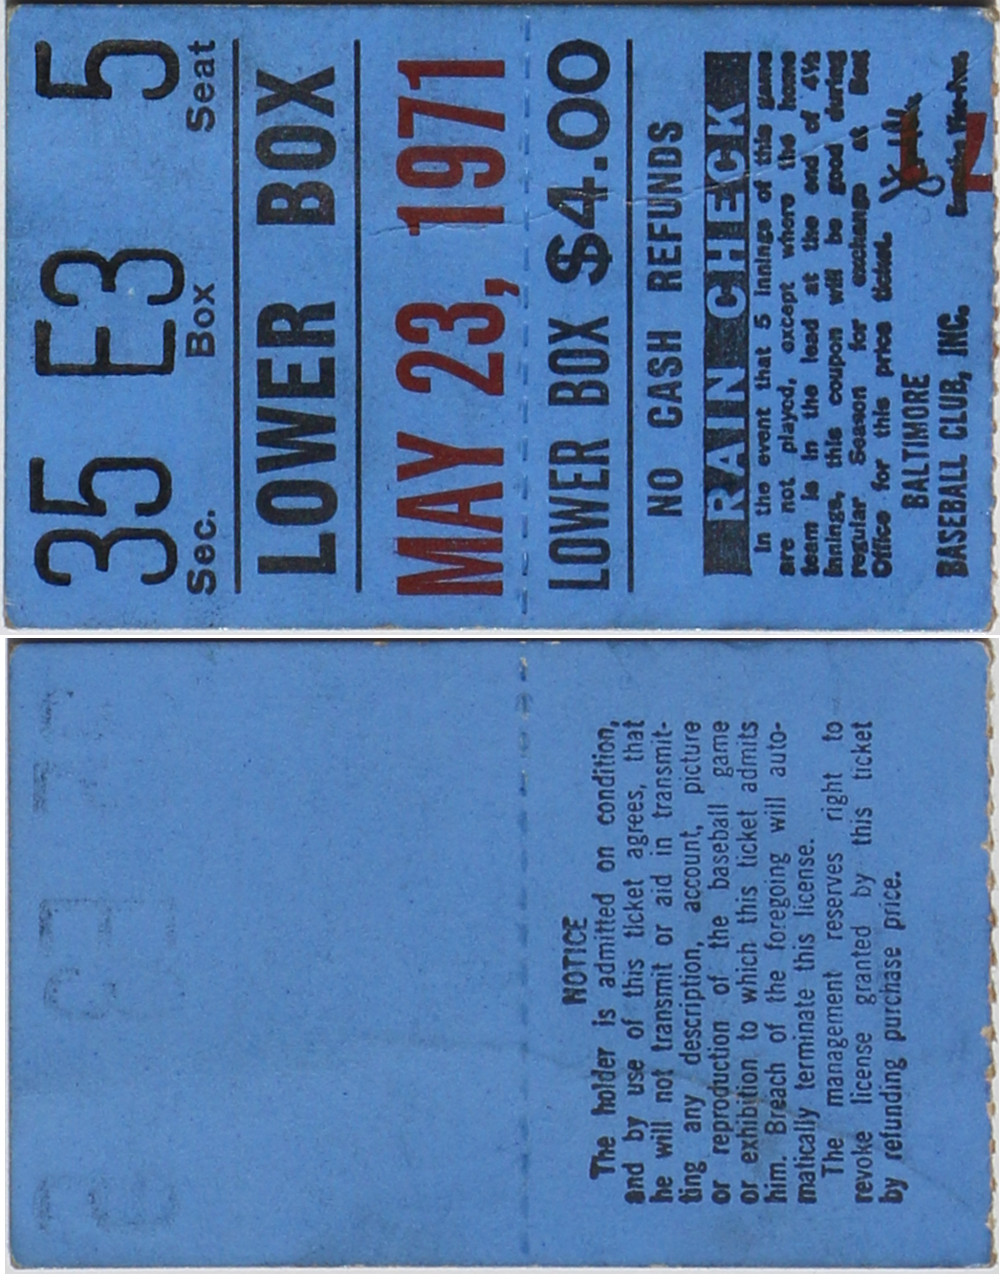 35 E3 5
Sec. Box Seat
LOWER BOX
MAY 23, 1971
LOWER BOX $4.00
NO CASH REFUNDS
RAIN CHECK
In the event that 5 innings of this game
are not played, except where the home
team is in the lead at the end of 4½
innings, this coupon will be good during
regular Season for exchange at Box
Office for this price ticket.
BALTIMORE
BASEBALL CLUB, INC.
NOTICE
The holder is admitted on condition,
and by use of this ticket agrees, that
he will not transmit or aid in transmit-
ting any description, account, picture
or reproduction of the baseball game
or exhibition to which this ticket admits
him. Breach of the foregoing will auto-
matically terminate this license.
The management reserves right to
revoke license granted by this ticket
by refunding purchase price.